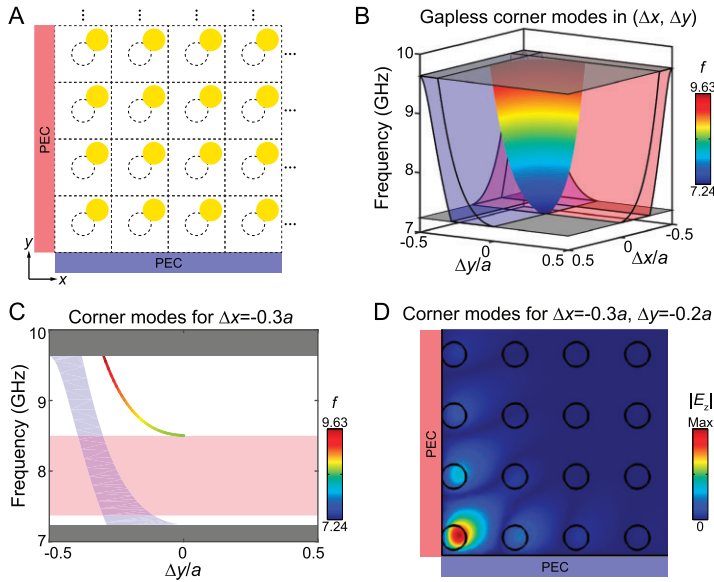 A
PEC
y
x
PEC
B
Gapless corner modes in (Δx, Δy)
Frequency (GHz)
10
9
8
7
-0.5
0
0.5
Δy/a
0.5
0
-0.5
Δx/a
f
9.63
7.24
C
Corner modes for Δx=-0.3a
Frequency (GHz)
10
9
8
7
-0.5
0
0.5
Δy/a
f
9.63
7.24
D
Corner modes for Δx=-0.3a, Δy=-0.2a
PEC
PEC
|Ez|
Max
0